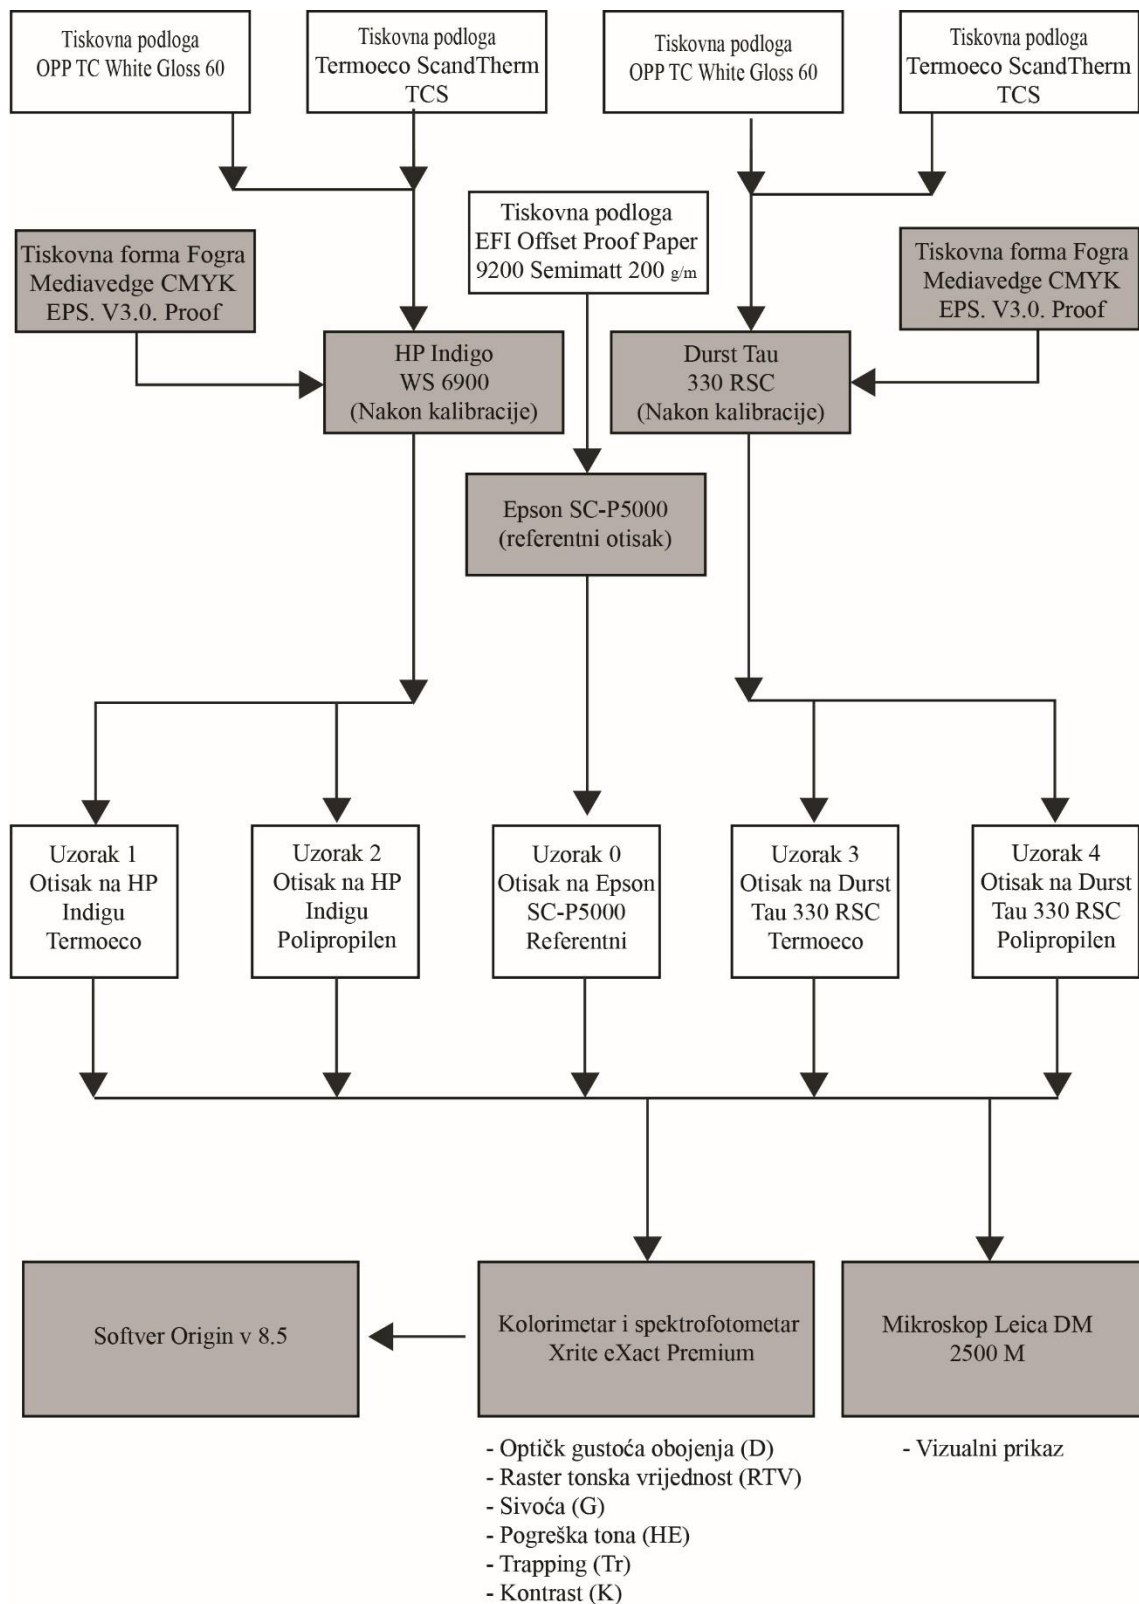 Tiskovna podloga
OPP TC White Gloss 60
Tiskovna podloga
Termoeco ScandTherm
TCS
Tiskovna podloga
OPP TC White Gloss 60
Tiskovna podloga
Termoeco ScandTherm
TCS
Tiskovna forma Fogra
Mediavedge CMYK
EPS. V3.0. Proof
Tiskovna podloga
EFI Offset Proof Paper
9200 Semimatt 200 g/m
Tiskovna forma Fogra
Mediavedge CMYK
EPS. V3.0. Proof
HP Indigo
WS 6900
(Nakon kalibracije)
Durst Tau
330 RSC
(Nakon kalibracije)
Epson SC-P5000
(referentni otisak)
Uzorak 1
Otisak na HP
Indigu
Termoeco
Uzorak 2
Otisak na HP
Indigu
Polipropilen
Uzorak 0
Otisak na Epson
SC-P5000
Referentni
Uzorak 3
Otisak na Durst
Tau 330 RSC
Termoeco
Uzorak 4
Otisak na Durst
Tau 330 RSC
Polipropilen
Softver Origin v 8.5
Kolorimetar i spektrofotometar
Xrite eXact Premium
Mikroskop Leica DM
2500 M
- Optičk gustoća obojenja (D)
- Raster tonska vrijednost (RTV)
- Sivoća (G)
- Pogreška tona (HE)
- Trapping (Tr)
- Kontrast (K)
- Vizualni prikaz